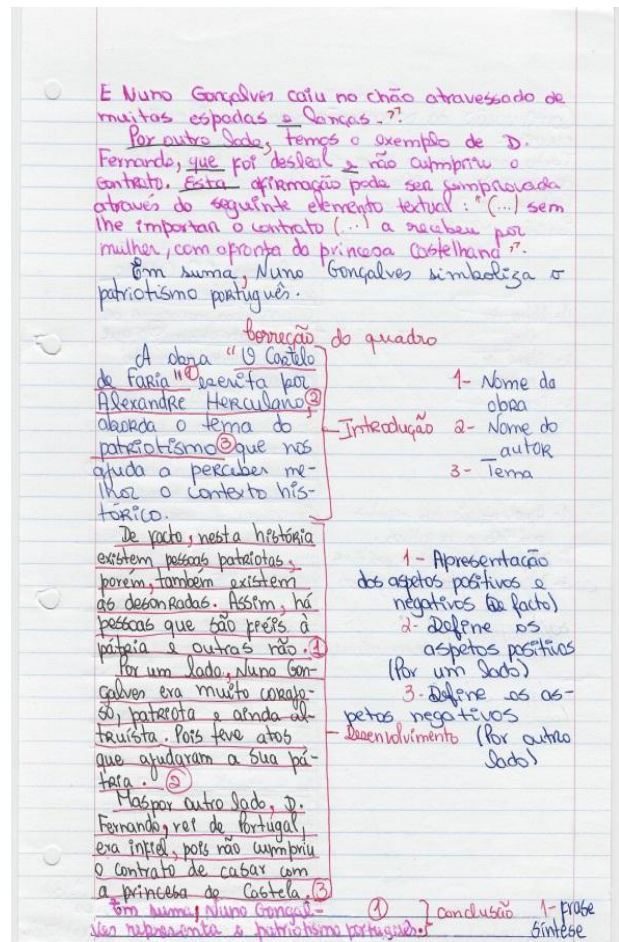 E Nuno Gonçalves caiu no chão atravessado de
muitas espadas e lanças.??
Por outro lado, temos o exemplo de D.
Fernando, que foi desleal e não cumpriu o
contrato. Esta afirmação pode ser comprovada
através do seguinte elemento textual: "(...) sem
lhe importar o contrato (...) a recebeu por
mulher, com afronta da princesa Castelhana".
Em suma, Nuno Gonçalves simboliza o
patriotismo português.
Correção do quadro
A obra "O Castelo
de Faria" ① escrita por
Alexandre Herculano, ②
aborda o tema do
patriotismo ③ que nos
ajuda a perceber me-
lhor o contexto his-
tórico.
Introdução
1- Nome da
obra
2- Nome do
autor
3- Tema
De facto, nesta história
existem pessoas patriotas,
porém, também existem
as desonradas. Assim, há
pessoas que são fiéis à
pátria e outras não. ①
Por um lado, Nuno Gon-
çalves era muito corajo-
so, patriota e ainda al-
truísta. Pois teve atos
que ajudaram a sua pá-
tria. ②
Mas por outro lado, D.
Fernando, rei de Portugal,
era infiel, pois não cumpriu
o contrato de casar com
a princesa de Castela. ③
Desenvolvimento
1- Apresentação
dos aspetos positivos e
negativos (De facto)
2- Define os
aspetos positivos
(Por um lado)
3- Define os as-
petos negativos
(Por outro
lado)
Em suma, Nuno Gonçal-
ves representa o patriotismo português. ①
conclusão
1- frase
síntese